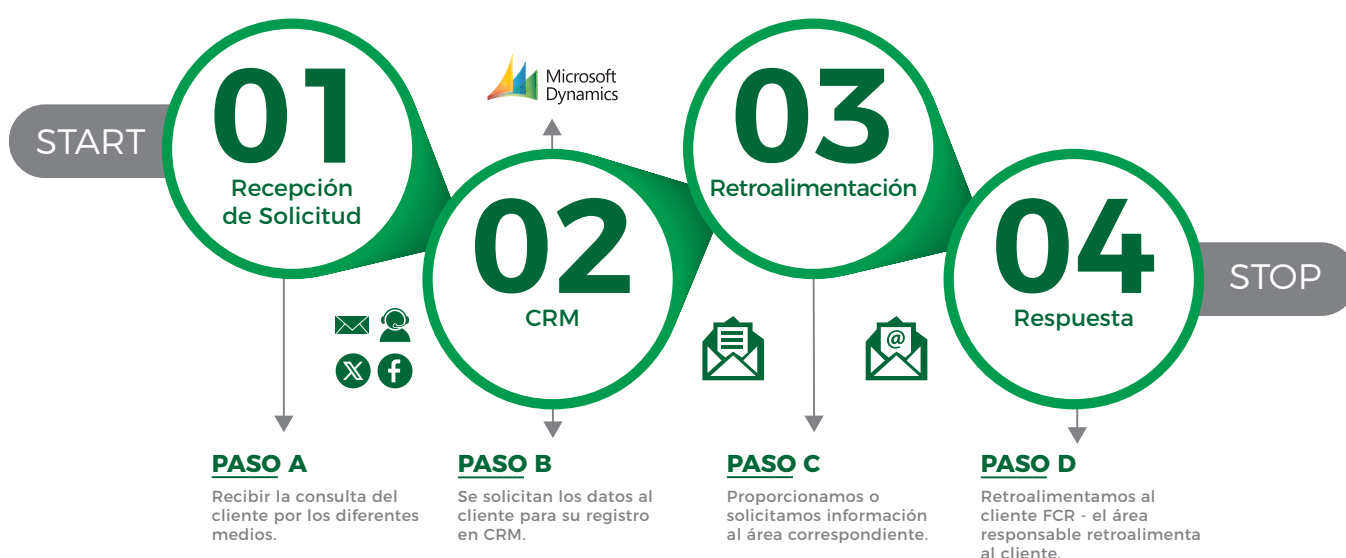 START
01
Recepción
de Solicitud
Microsoft
Dynamics
02
CRM
03
Retroalimentación
04
Respuesta
STOP
@
PASO A
Recibir la consulta del
cliente por los diferentes
medios.
PASO B
Se solicitan los datos al
cliente para su registro
en CRM.
PASO C
Proporcionamos o
solicitamos información
al área correspondiente.
PASO D
Retroalimentamos al
cliente FCR - el área
responsable retroalimenta
al cliente.